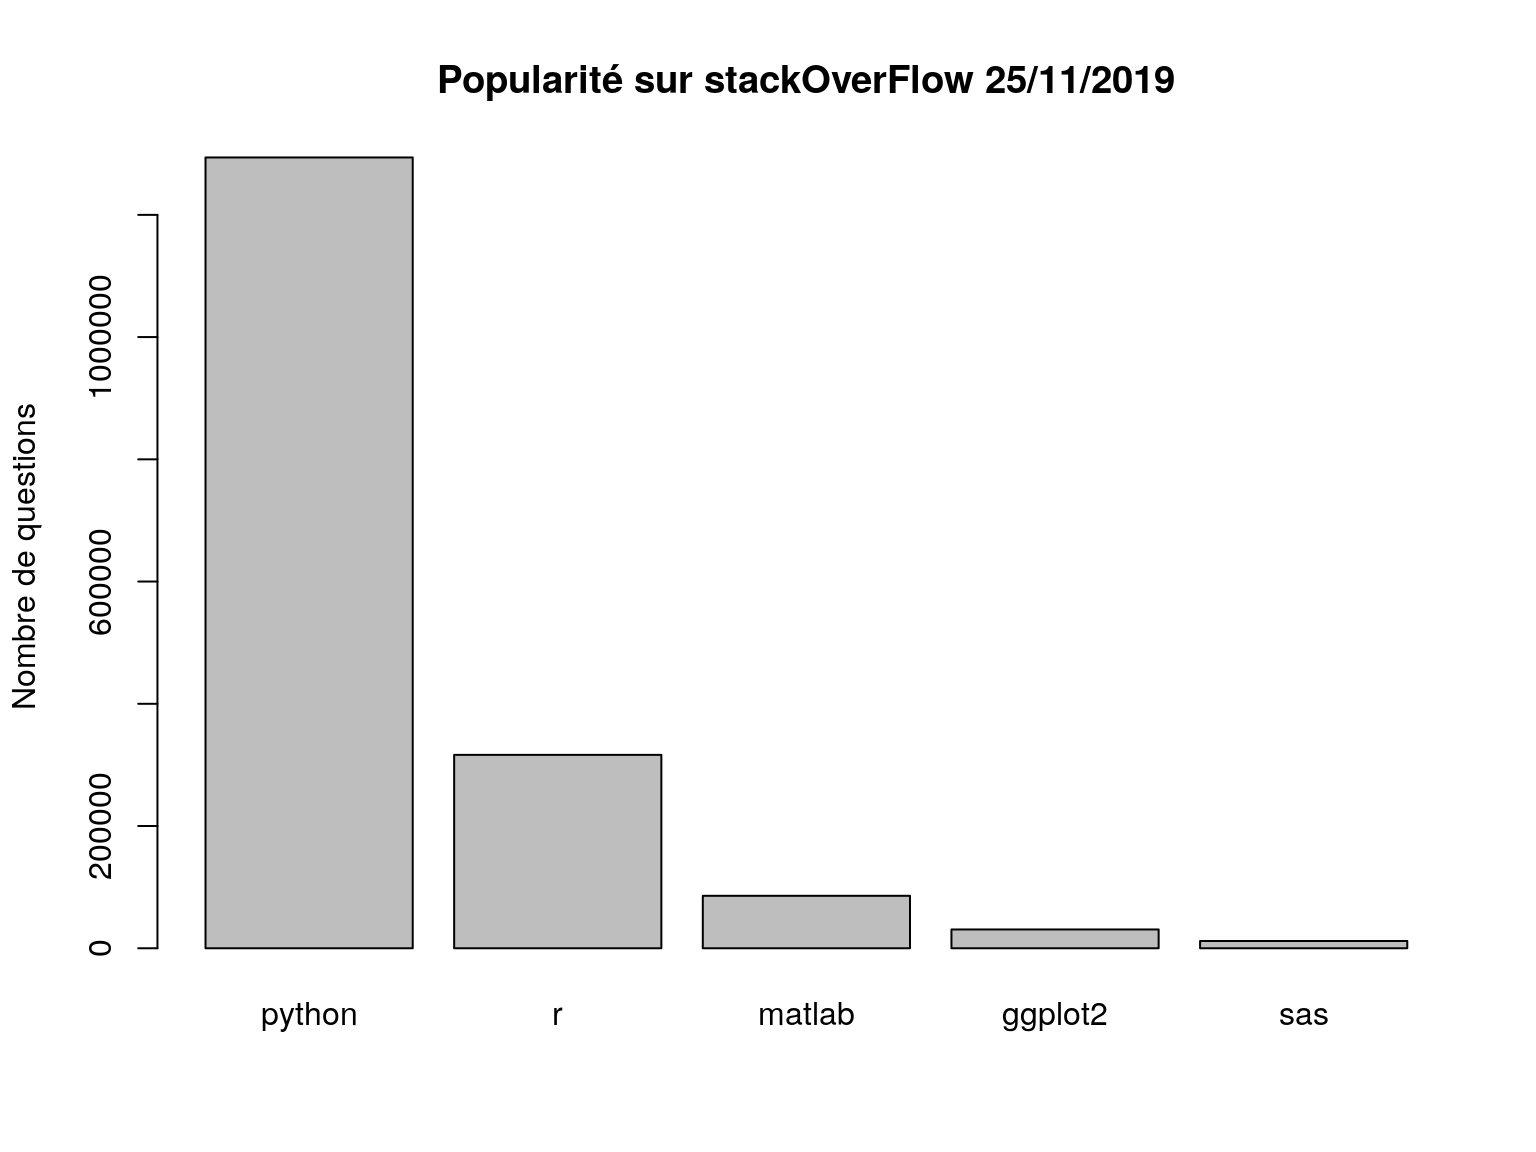 Popularité sur stackOverFlow 25/11/2019
Nombre de questions
1000000
600000
200000
0
python
r
matlab
ggplot2
sas